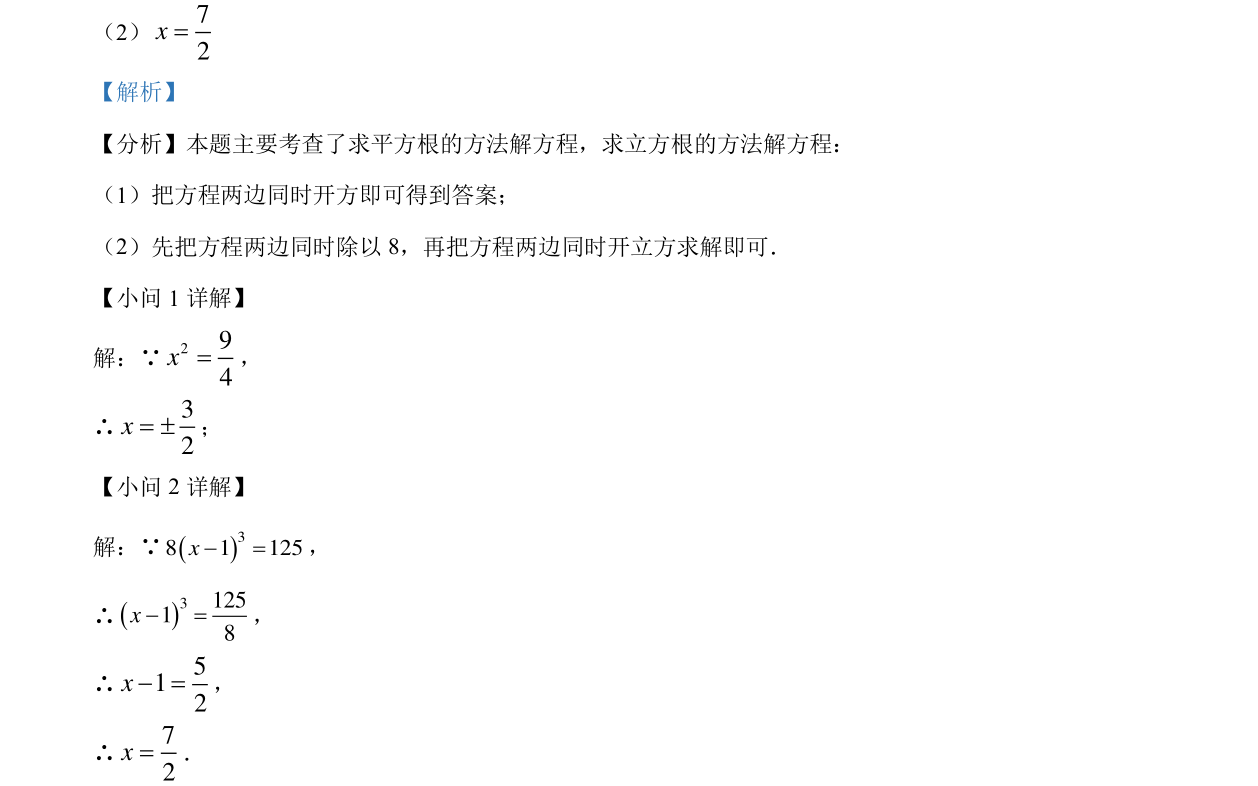 （2） x = 7/2
【解析】
【分析】本题主要考查了求平方根的方法解方程，求立方根的方法解方程：
（1）把方程两边同时开方即可得到答案；
（2）先把方程两边同时除以 8，再把方程两边同时开立方求解即可．
【小问 1 详解】
解：∵ x² = 9/4，
∴ x = ± 3/2；
【小问 2 详解】
解：∵ 8(x−1)³ = 125，
∴ (x−1)³ = 125/8，
∴ x−1 = 5/2，
∴ x = 7/2．